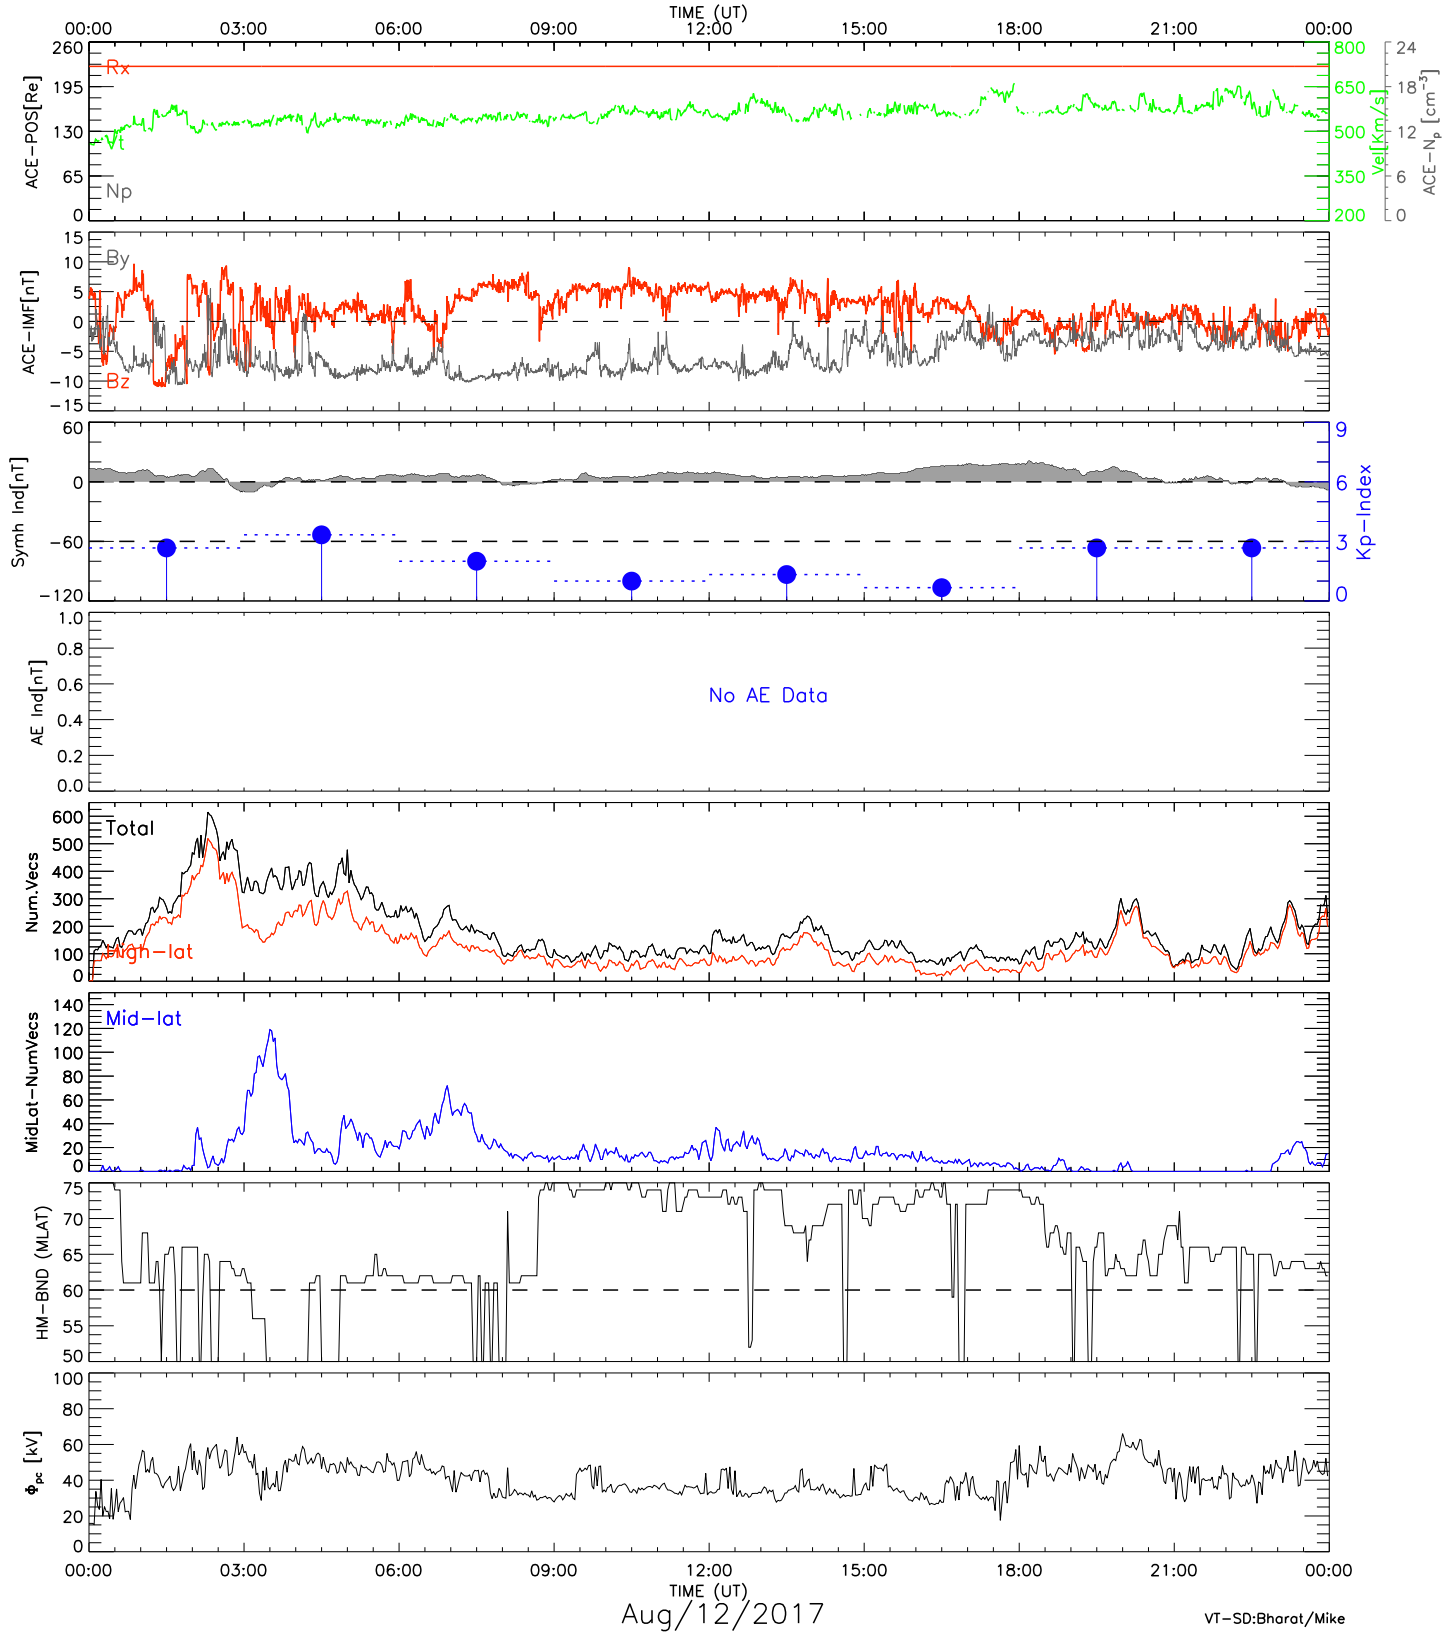 TIME (UT)
00:00 03:00 06:00 09:00 12:00 15:00 18:00 21:00 00:00
ACE-POS[Re]
260
195
130
65
0
Rx
Vt
Np
800
650
500
350
200
Vel[Km/s]
24
18
12
6
0
ACE-Np [cm-3]
ACE-IMF[nT]
15
10
5
0
-5
-10
-15
By
Bz
Symh Ind[nT]
60
0
-60
-120
9
6
3
0
Kp-Index
AE Ind[nT]
1.0
0.8
0.6
0.4
0.2
0.0
No AE Data
Num.Vecs
600
500
400
300
200
100
0
Total
High-lat
MidLat-NumVecs
140
120
100
80
60
40
20
0
Mid-lat
HM-BND (MLAT)
75
70
65
60
55
50
Φpc [kV]
100
80
60
40
20
0
00:00 03:00 06:00 09:00 12:00 15:00 18:00 21:00 00:00
TIME (UT)
Aug/12/2017
VT-SD:Bharat/Mike